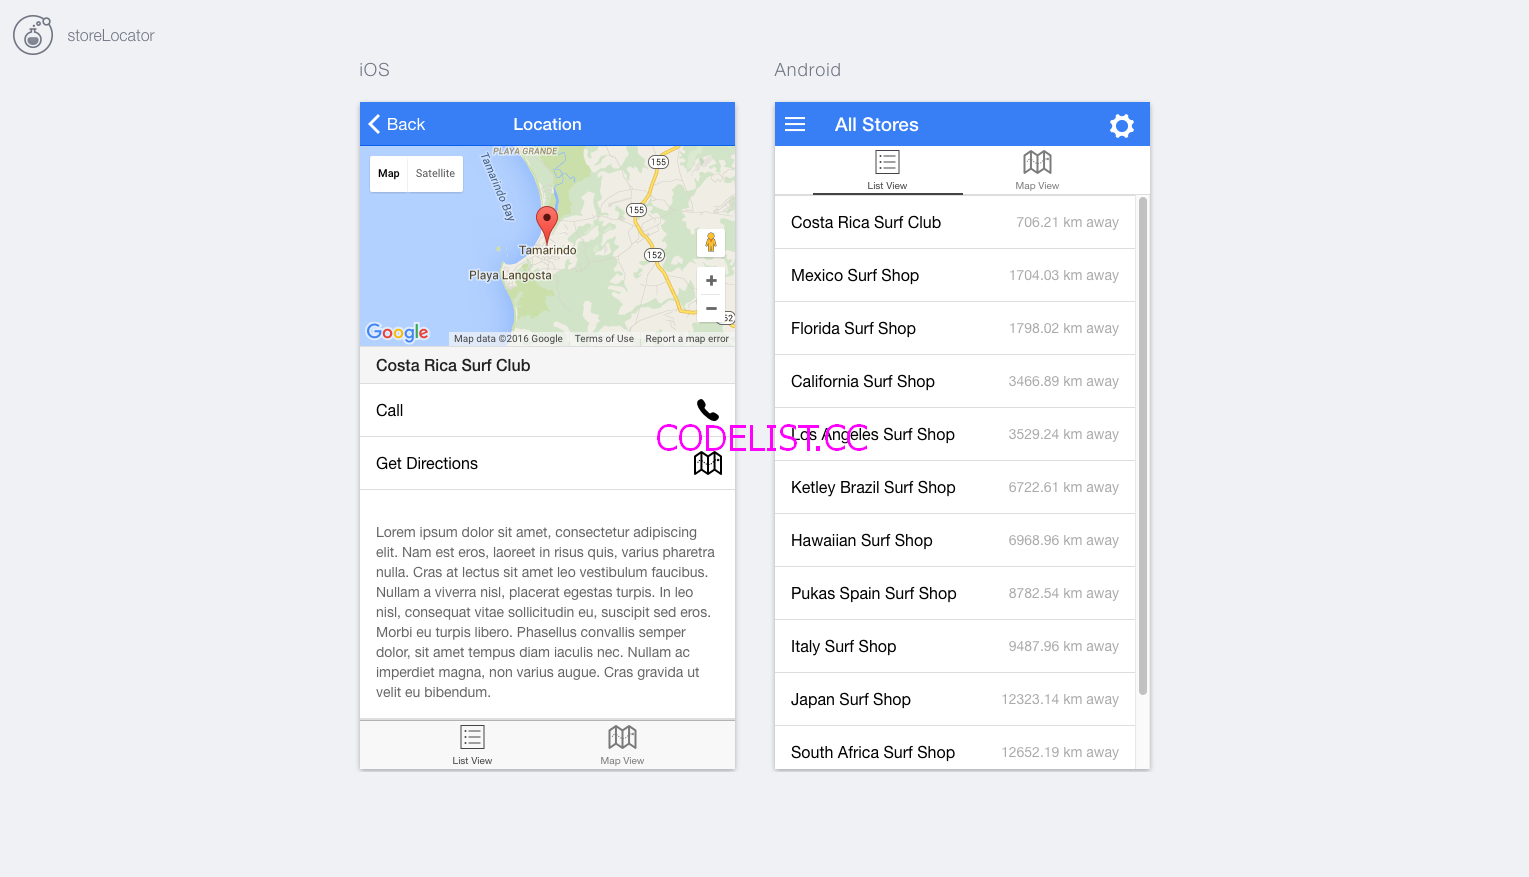 storeLocator
iOS
Back
Location
PLAYA GRANDE
Tamarindo Bay
Map
Satellite
155
155
Tamarindo
152
Playa Langosta
+
−
52
Google
Map data ©2016 Google
Terms of Use
Report a map error
Costa Rica Surf Club
Call
Get Directions
Lorem ipsum dolor sit amet, consectetur adipiscing
elit. Nam est eros, laoreet in risus quis, varius pharetra
nulla. Cras at lectus sit amet leo vestibulum faucibus.
Nullam a viverra nisl, placerat egestas turpis. In leo
nisl, consequat vitae sollicitudin eu, suscipit sed eros.
Morbi eu turpis libero. Phasellus convallis semper
dolor, sit amet tempus diam iaculis nec. Nullam ac
imperdiet magna, non varius augue. Cras gravida ut
velit eu bibendum.
List View
Map View
Android
All Stores
List View
Map View
Costa Rica Surf Club 706.21 km away
Mexico Surf Shop 1704.03 km away
Florida Surf Shop 1798.02 km away
California Surf Shop 3466.89 km away
Los Angeles Surf Shop 3529.24 km away
Ketley Brazil Surf Shop 6722.61 km away
Hawaiian Surf Shop 6968.96 km away
Pukas Spain Surf Shop 8782.54 km away
Italy Surf Shop 9487.96 km away
Japan Surf Shop 12323.14 km away
South Africa Surf Shop 12652.19 km away
CODELIST.CC